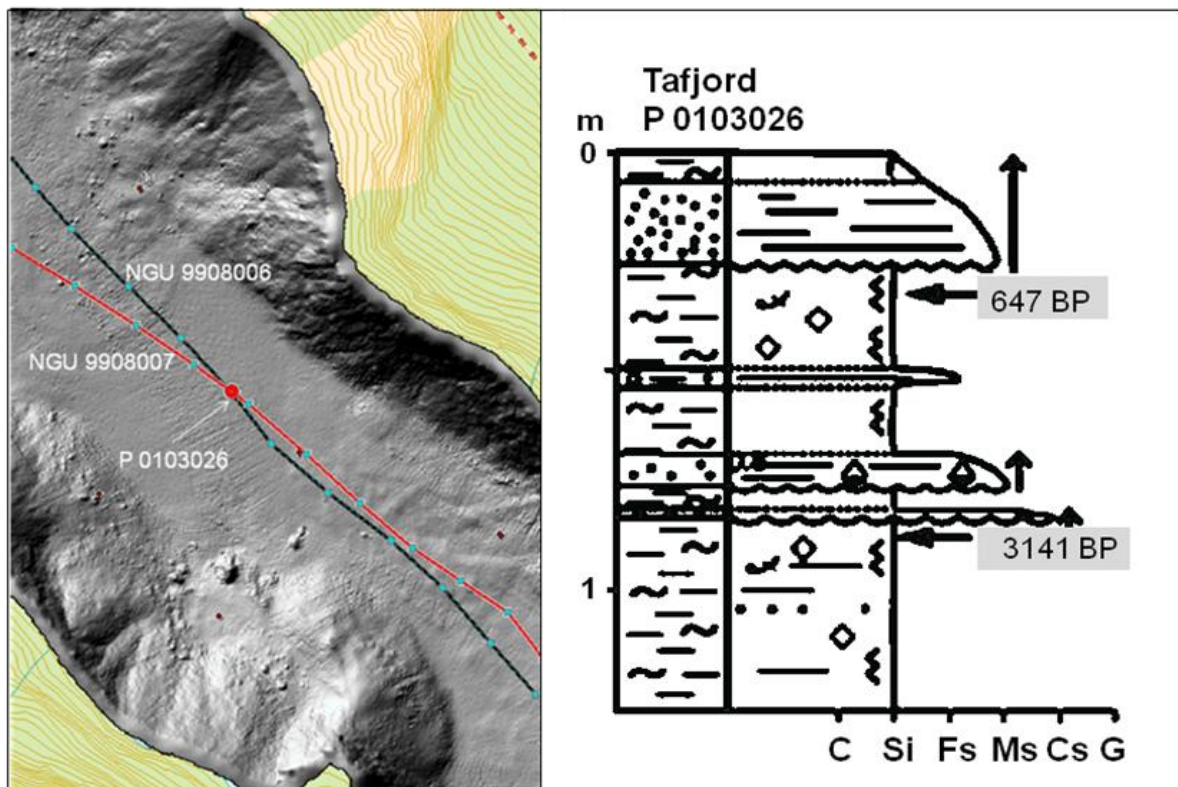 NGU 9908006
NGU 9908007
P 0103026
Tafjord
P 0103026
m
0
647 BP
3141 BP
1
C Si Fs Ms Cs G